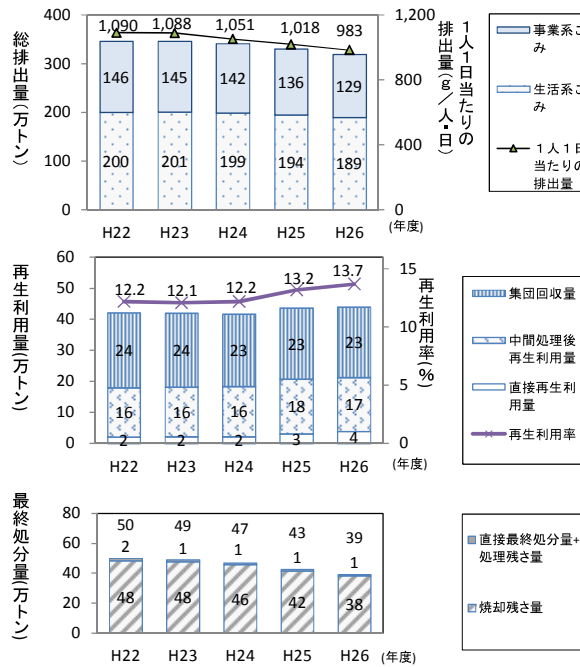 総排出量(万トン)
400
300
200
100
0
1,090 1,088 1,051 1,018 983
146 145 142 136 129
200 201 199 194 189
H22 H23 H24 H25 H26 (年度)
1,200
800
400
0
1人1日当たりの
排出量(g/人・日)
事業系ご
み
生活系ご
み
1人1日
当たりの
排出量
再生利用量(万トン)
60
50
40
30
20
10
0
12.2 12.1 12.2 13.2 13.7
24 24 23 23 23
16 16 16 18 17
2 2 2 3 4
H22 H23 H24 H25 H26 (年度)
15
10
5
0
再生利用率(%)
集団回収量
中間処理後
再生利用量
直接再生利
用量
再生利用率
最終処分量(万トン)
80
60
40
20
0
50 49 47 43 39
2 1 1 1 1
48 48 46 42 38
H22 H23 H24 H25 H26 (年度)
直接最終処分量+
処理残さ量
焼却残さ量